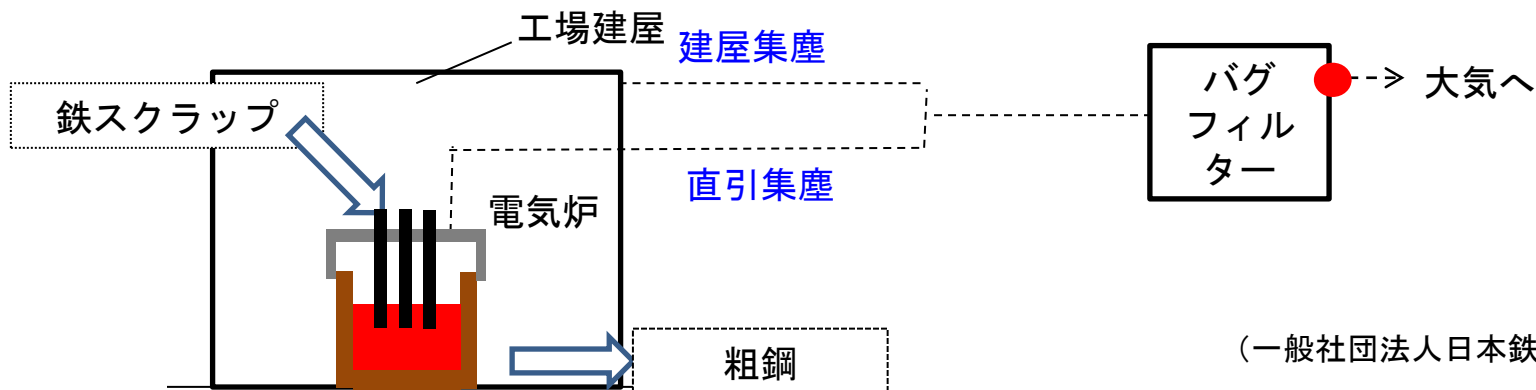 工場建屋
建屋集塵
鉄スクラップ
バグ
フィル
ター
大気へ
直引集塵
電気炉
粗鋼
（一般社団法人日本鉄